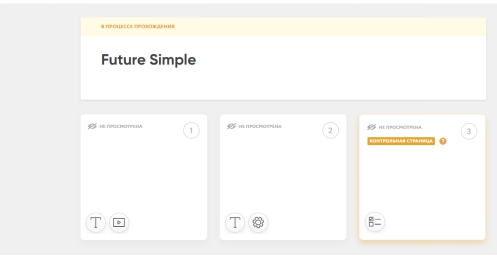 В ПРОЦЕССЕ ПРОХОЖДЕНИЯ
Future Simple
НЕ ПРОСМОТРЕНА
1
НЕ ПРОСМОТРЕНА
2
НЕ ПРОСМОТРЕНА
3
КОНТРОЛЬНАЯ СТРАНИЦА ?
T
T